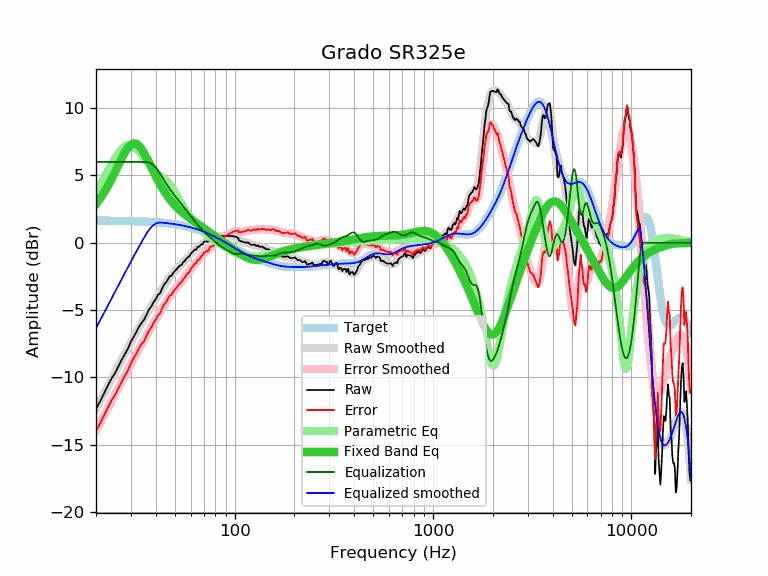 Grado SR325e
Amplitude (dBr)
10
5
0
−5
−10
−15
−20
Target
Raw Smoothed
Error Smoothed
Raw
Error
Parametric Eq
Fixed Band Eq
Equalization
Equalized smoothed
100
1000
10000
Frequency (Hz)